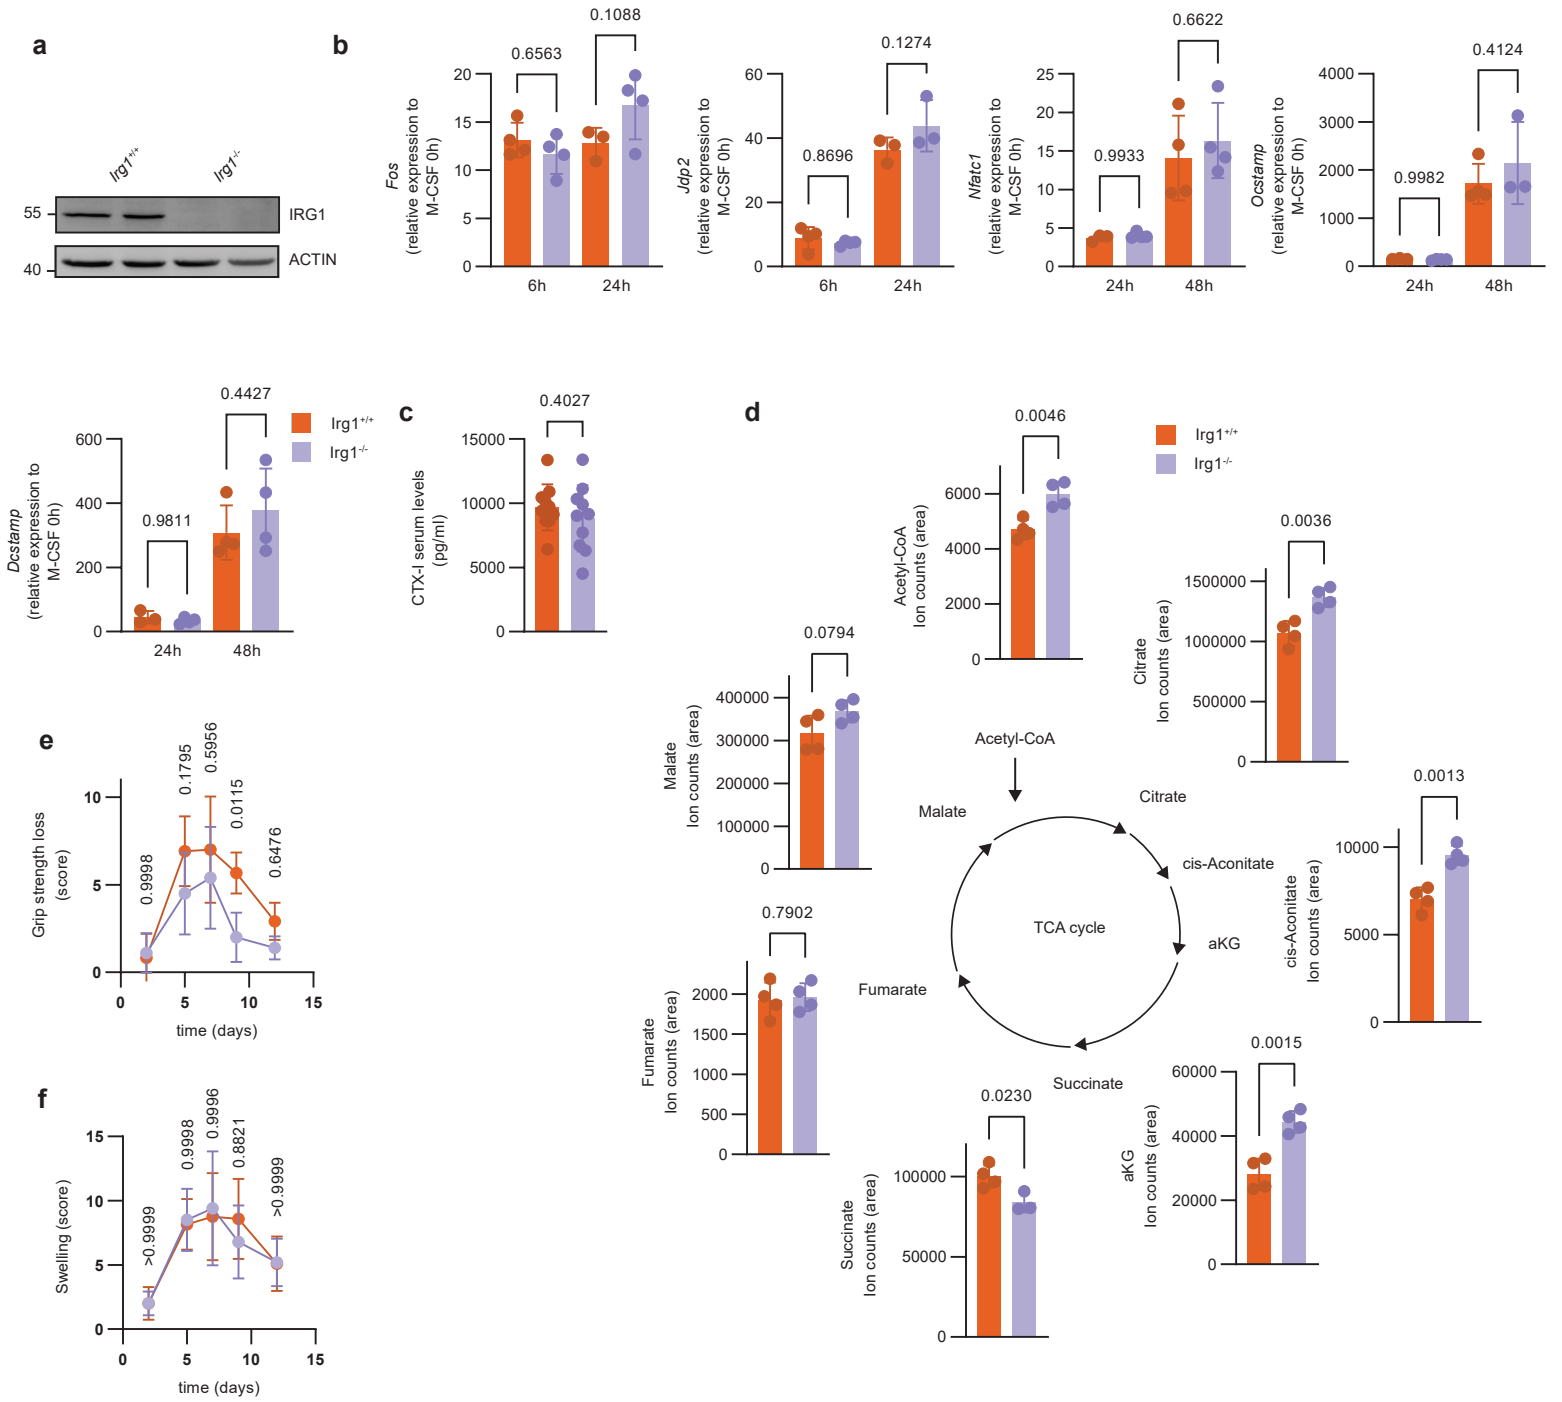 a
Irg1+/+
Irg1-/-
55
IRG1
40
ACTIN
b
Fos
(relative expression to
M-CSF 0h)
20
15
10
5
0
0.6563
0.1088
6h
24h
Jdp2
(relative expression to
M-CSF 0h)
60
40
20
0
0.8696
0.1274
6h
24h
Nfatc1
(relative expression to
M-CSF 0h)
25
20
15
10
5
0
0.9933
0.6622
24h
48h
Ocstamp
(relative expression to
M-CSF 0h)
4000
3000
2000
1000
0
0.9982
0.4124
24h
48h
Dcstamp
(relative expression to
M-CSF 0h)
600
400
200
0
0.9811
0.4427
24h
48h
Irg1+/+
Irg1-/-
c
CTX-I serum levels
(pg/ml)
15000
10000
5000
0
0.4027
d
Irg1+/+
Irg1-/-
Acetyl-CoA
Ion counts (area)
6000
4000
2000
0
0.0046
Citrate
Ion counts (area)
1500000
1000000
500000
0
0.0036
cis-Aconitate
Ion counts (area)
10000
5000
0
0.0013
aKG
Ion counts (area)
60000
40000
20000
0
0.0015
Succinate
Ion counts (area)
100000
50000
0
0.0230
Fumarate
Ion counts (area)
2000
1500
1000
500
0
0.7902
Malate
Ion counts (area)
400000
300000
200000
100000
0
0.0794
Acetyl-CoA
Malate
Citrate
cis-Aconitate
TCA cycle
aKG
Fumarate
Succinate
e
Grip strength loss
(score)
10
5
0
0.9998
0.1795
0.5956
0.0115
0.6476
0
5
10
15
time (days)
f
Swelling (score)
15
10
5
0
>0.9999
0.9998
0.9996
0.8821
>0.9999
0
5
10
15
time (days)